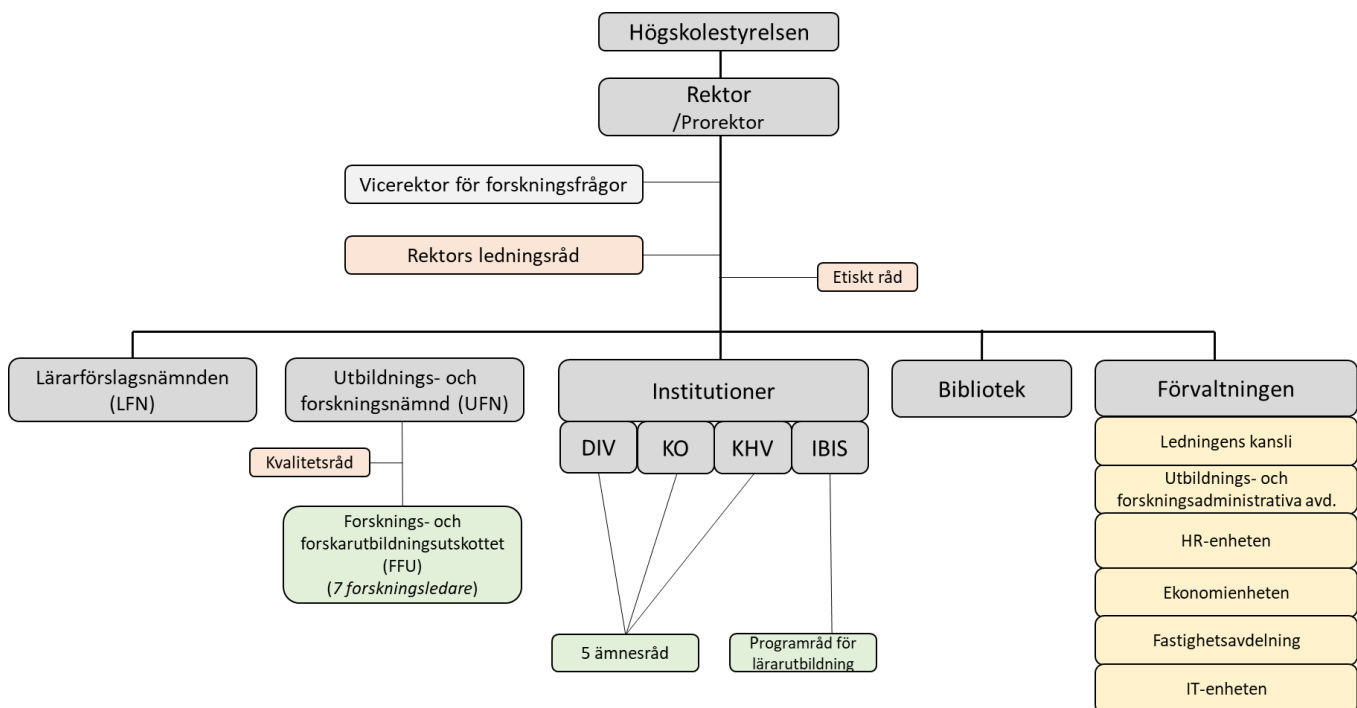 Högskolestyrelsen
Rektor
/Prorektor
Vicerektor för forskningsfrågor
Rektors ledningsråd
Etiskt råd
Lärarförslagsnämnden
(LFN)
Utbildnings- och
forskningsnämnd (UFN)
Institutioner
Bibliotek
Förvaltningen
DIV
KO
KHV
IBIS
Kvalitetsråd
Forsknings- och
forskarutbildningsutskottet
(FFU)
(7 forskningsledare)
5 ämnesråd
Programråd för
lärarutbildning
Ledningens kansli
Utbildnings- och
forskningsadministrativa avd.
HR-enheten
Ekonomienheten
Fastighetsavdelning
IT-enheten